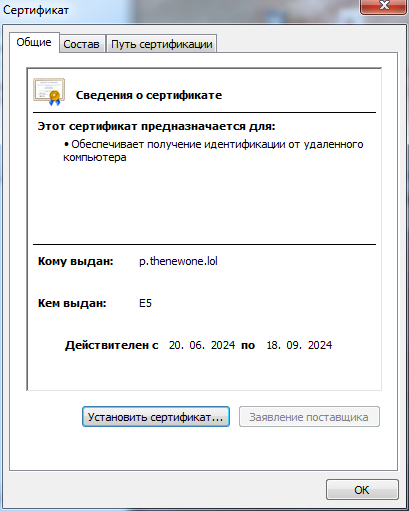 Сертификат
Общие Состав Путь сертификации
Сведения о сертификате
Этот сертификат предназначается для:
• Обеспечивает получение идентификации от удаленного
компьютера
Кому выдан: p.thenewone.lol
Кем выдан: E5
Действителен с 20. 06. 2024 по 18. 09. 2024
Установить сертификат... Заявление поставщика
ОК